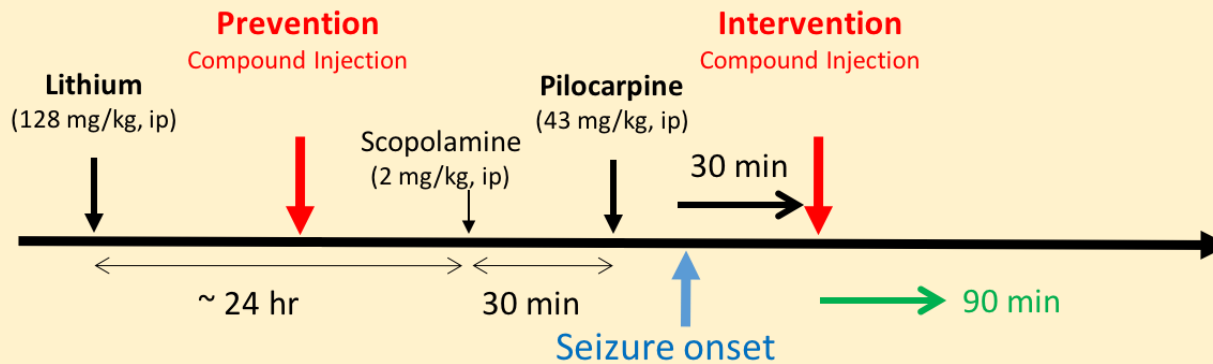 Prevention
Compound Injection
Intervention
Compound Injection
Lithium
(128 mg/kg, ip)
Pilocarpine
(43 mg/kg, ip)
Scopolamine
(2 mg/kg, ip)
30 min
~ 24 hr
30 min
90 min
Seizure onset